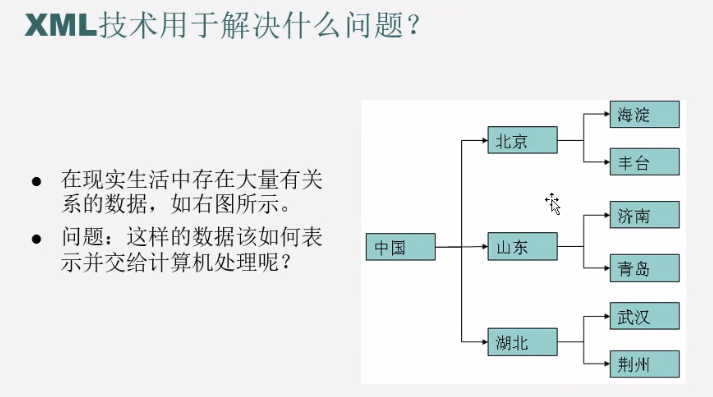 XML技术用于解决什么问题？
● 在现实生活中存在大量有关
系的数据，如右图所示。
● 问题：这样的数据该如何表
示并交给计算机处理呢？
中国
北京
海淀
丰台
山东
济南
青岛
湖北
武汉
荆州